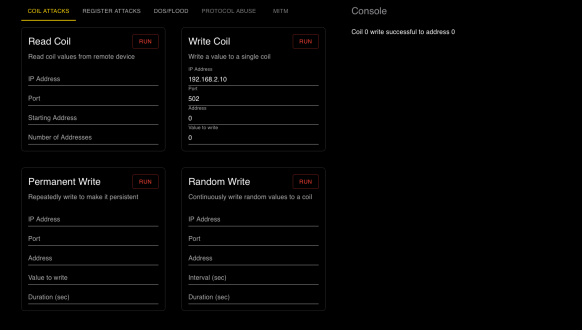 COIL ATTACKS
REGISTER ATTACKS
DOS/FLOOD
PROTOCOL ABUSE
MITM
Read Coil
RUN
Read coil values from remote device
IP Address
Port
Starting Address
Number of Addresses
Write Coil
RUN
Write a value to a single coil
IP Address
192.168.2.10
Port
502
Address
0
Value to write
0
Permanent Write
RUN
Repeatedly write to make it persistent
IP Address
Port
Address
Value to write
Duration (sec)
Random Write
RUN
Continuously write random values to a coil
IP Address
Port
Address
Interval (sec)
Duration (sec)
Console
Coil 0 write successful to address 0